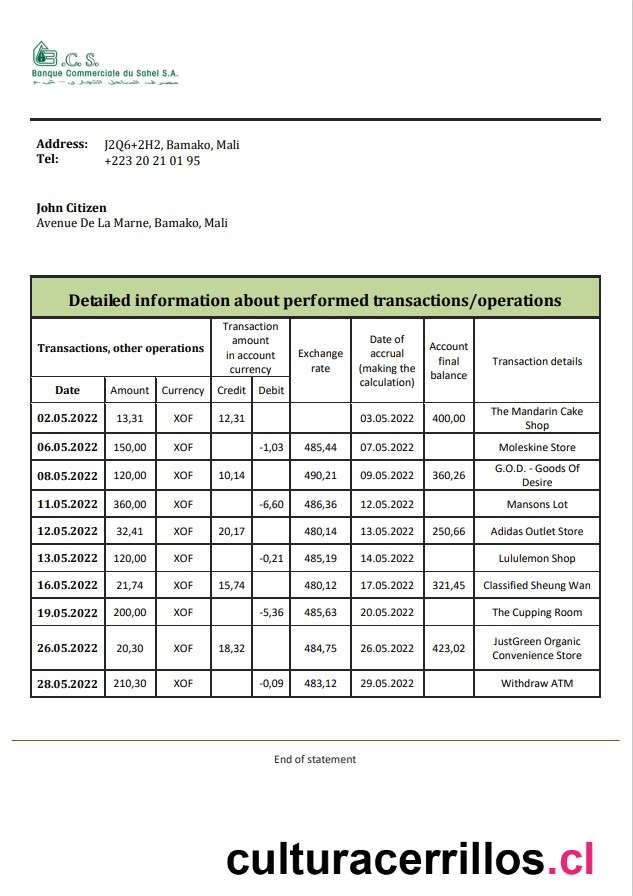 B.C.S.
Banque Commerciale du Sahel S.A.
Address: J2Q6+2H2, Bamako, Mali
Tel: +223 20 21 01 95
John Citizen
Avenue De La Marne, Bamako, Mali
Detailed information about performed transactions/operations
Transactions, other operations
Transaction
amount
in account
currency
Exchange
rate
Date of
accrual
(making the
calculation)
Account
final
balance
Transaction details
Date Amount Currency Credit Debit
02.05.2022 13,31 XOF 12,31 03.05.2022 400,00 The Mandarin Cake
Shop
06.05.2022 150,00 XOF -1,03 485,44 07.05.2022 Moleskine Store
08.05.2022 120,00 XOF 10,14 490,21 09.05.2022 360,26 G.O.D. - Goods Of
Desire
11.05.2022 360,00 XOF -6,60 486,36 12.05.2022 Mansons Lot
12.05.2022 32,41 XOF 20,17 480,14 13.05.2022 250,66 Adidas Outlet Store
13.05.2022 120,00 XOF -0,21 485,19 14.05.2022 Lululemon Shop
16.05.2022 21,74 XOF 15,74 480,12 17.05.2022 321,45 Classified Sheung Wan
19.05.2022 200,00 XOF -5,36 485,63 20.05.2022 The Cupping Room
26.05.2022 20,30 XOF 18,32 484,75 26.05.2022 423,02 JustGreen Organic
Convenience Store
28.05.2022 210,30 XOF -0,09 483,12 29.05.2022 Withdraw ATM
End of statement
culturacerrillos.cl